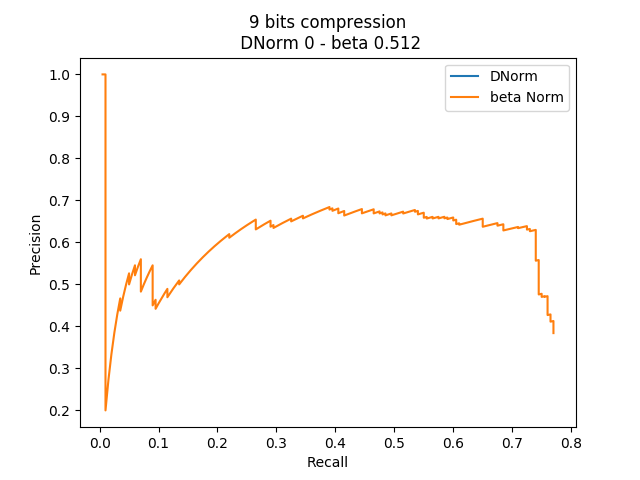 9 bits compression
DNorm 0 - beta 0.512
DNorm
beta Norm
1.0
0.9
0.8
0.7
0.6
0.5
0.4
0.3
0.2
Precision
0.0 0.1 0.2 0.3 0.4 0.5 0.6 0.7 0.8
Recall